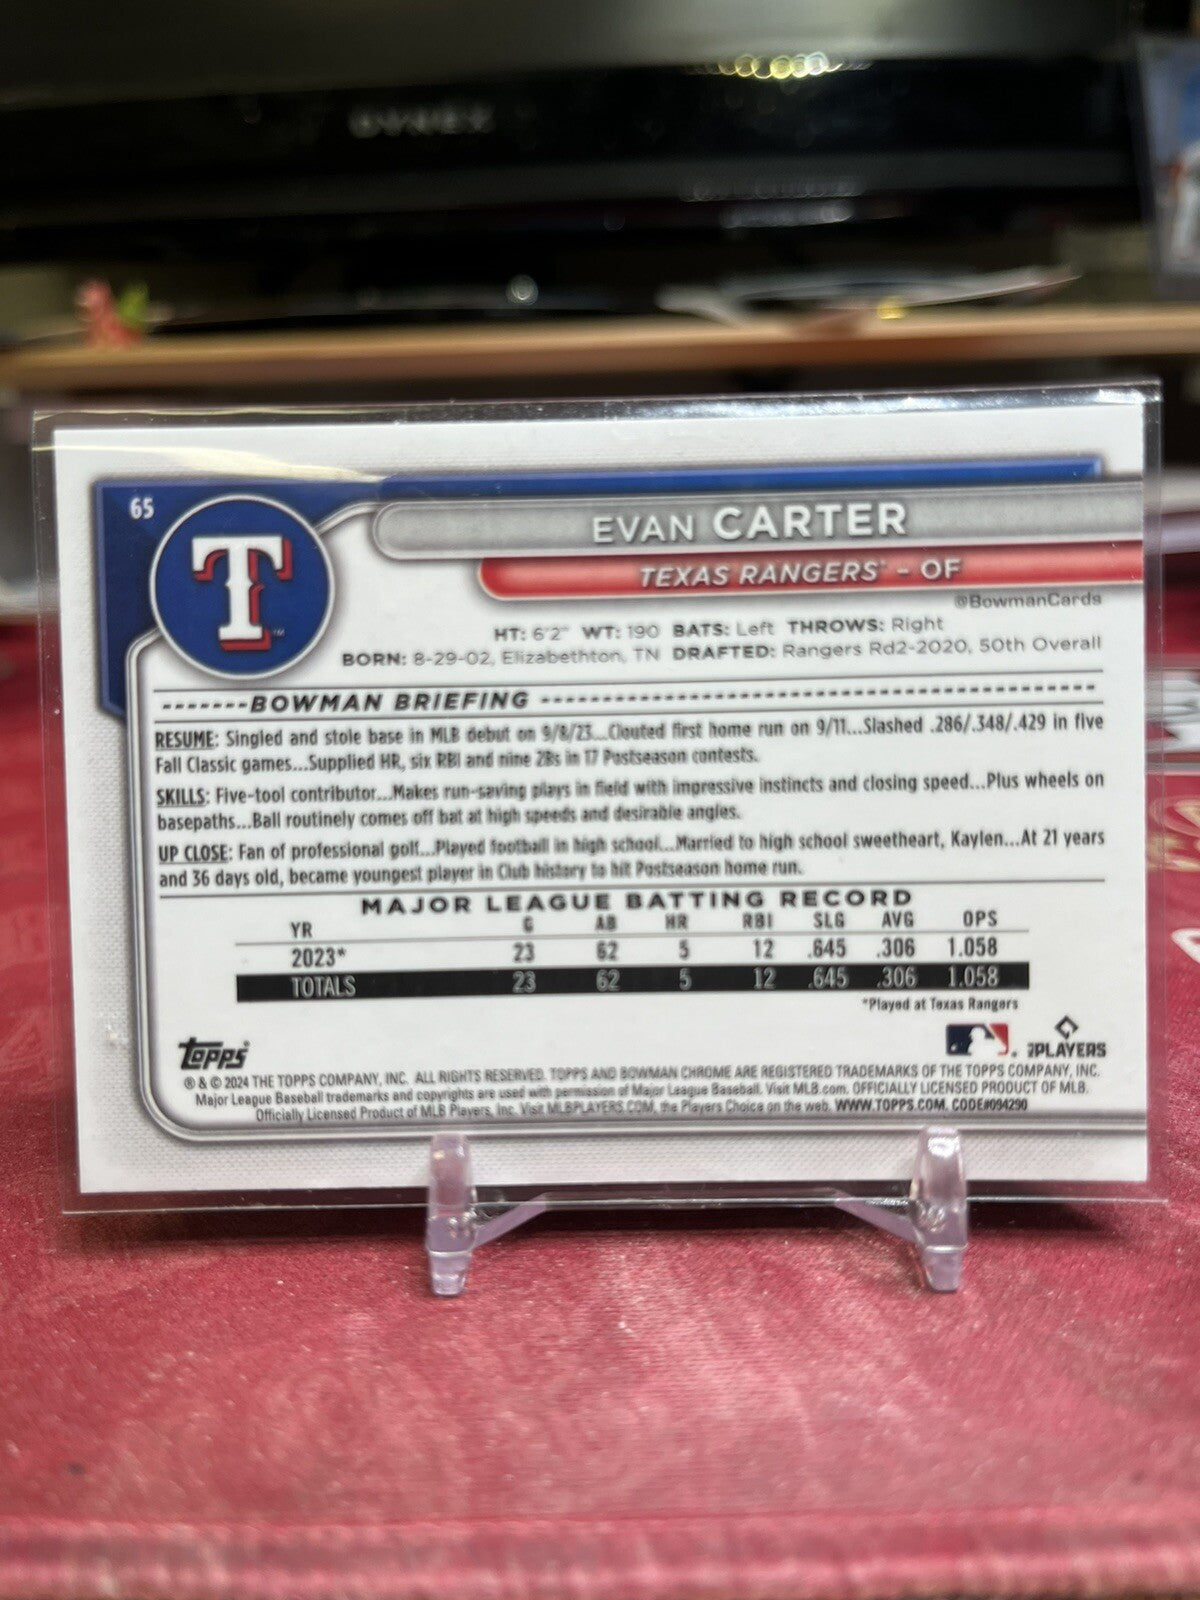 DYNEX
65
EVAN CARTER
T
TM
TEXAS RANGERS - OF
@BowmanCards
HT: 6'2" WT: 190 BATS: Left THROWS: Right
BORN: 8-29-02, Elizabethton, TN DRAFTED: Rangers Rd2-2020, 50th Overall
-------BOWMAN BRIEFING
RESUME: Singled and stole base in MLB debut on 9/8/23...Clouted first home run on 9/11...Slashed .286/.348/.429 in five
Fall Classic games...Supplied HR, six RBI and nine 2Bs in 17 Postseason contests.
SKILLS: Five-tool contributor...Makes run-saving plays in field with impressive instincts and closing speed...Plus wheels on
basepaths...Ball routinely comes off bat at high speeds and desirable angles.
UP CLOSE: Fan of professional golf...Played football in high school...Married to high school sweetheart, Kaylen...At 21 years
and 36 days old, became youngest player in Club history to hit Postseason home run.
MAJOR LEAGUE BATTING RECORD
YR G AB HR RBI SLG AVG OPS
2023* 23 62 5 12 .645 .306 1.058
TOTALS 23 62 5 12 .645 .306 1.058
*Played at Texas Rangers
Topps
PLAYERS
® & © 2024 THE TOPPS COMPANY, INC. ALL RIGHTS RESERVED. TOPPS AND BOWMAN CHROME ARE REGISTERED TRADEMARKS OF THE TOPPS COMPANY, INC.
Major League Baseball trademarks and copyrights are used with permission of Major League Baseball. Visit MLB.com. OFFICIALLY LICENSED PRODUCT OF MLB.
Officially Licensed Product of MLB Players, Inc. Visit MLBPLAYERS.COM, the Players Choice on the web. WWW.TOPPS.COM. CODE#094290